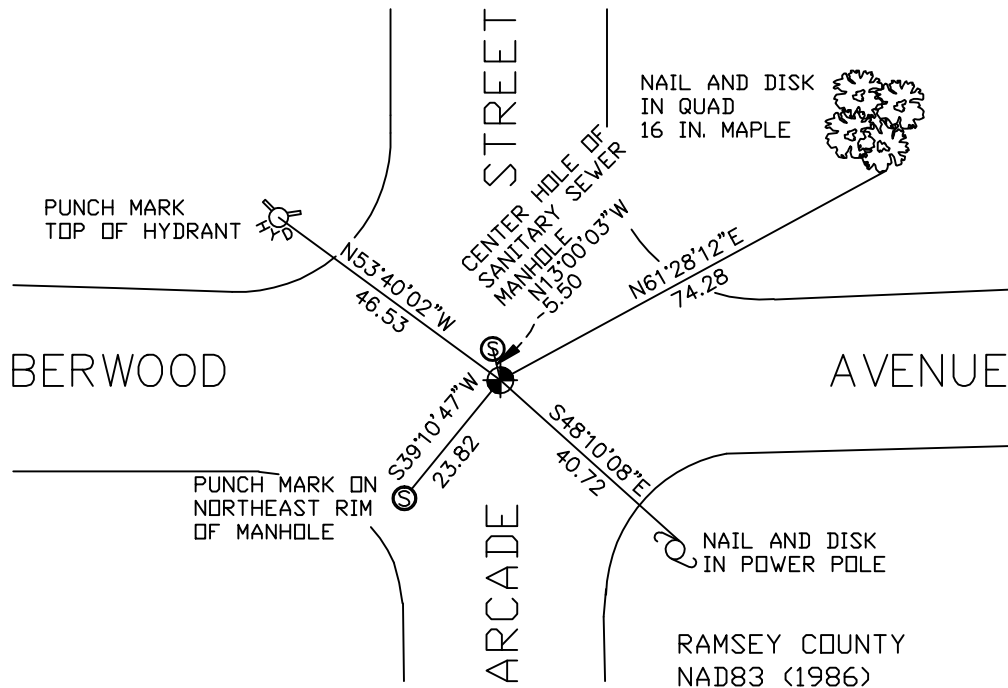 STREET
NAIL AND DISK
IN QUAD
16 IN. MAPLE
CENTER HOLE OF
SANITARY SEWER
MANHOLE
N13°00'03"W
5.50
PUNCH MARK
TOP OF HYDRANT
HYD
N53°40'02"W
46.53
N61°28'12"E
74.28
S
BERWOOD
AVENUE
S39°10'47"W
23.82
S48°10'08"E
40.72
PUNCH MARK ON
NORTHEAST RIM
OF MANHOLE
S
ARCADE
NAIL AND DISK
IN POWER POLE
RAMSEY COUNTY
NAD83 (1986)